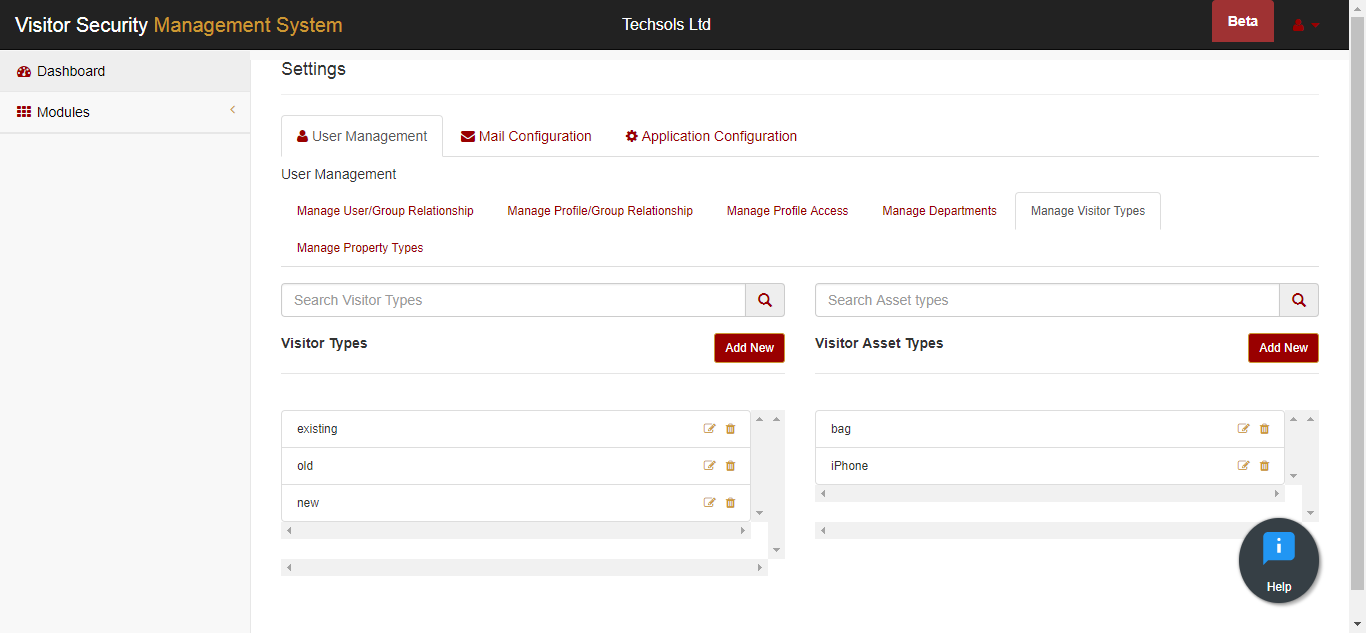 Visitor Security Management System
Techsols Ltd
Beta
Dashboard
Modules
Settings
User Management
Mail Configuration
Application Configuration
User Management
Manage User/Group Relationship
Manage Profile/Group Relationship
Manage Profile Access
Manage Departments
Manage Visitor Types
Manage Property Types
Search Visitor Types
Search Asset types
Visitor Types
Add New
Visitor Asset Types
Add New
existing
old
new
bag
iPhone
Help